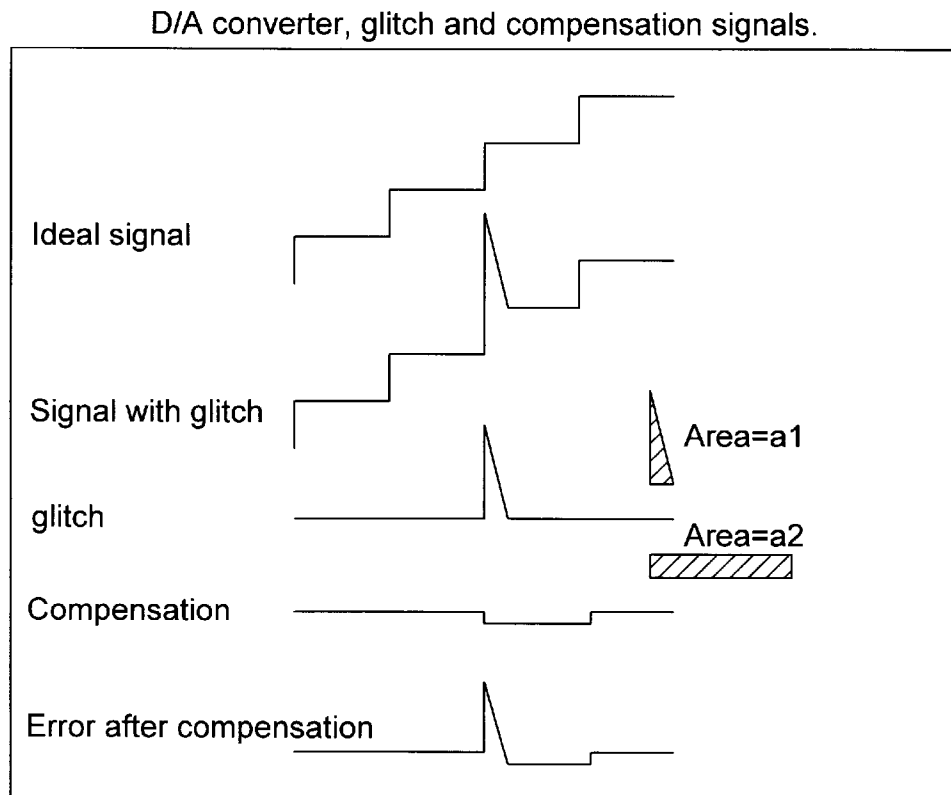 D/A converter, glitch and compensation signals.
Ideal signal
Signal with glitch
Area=a1
glitch
Area=a2
Compensation
Error after compensation